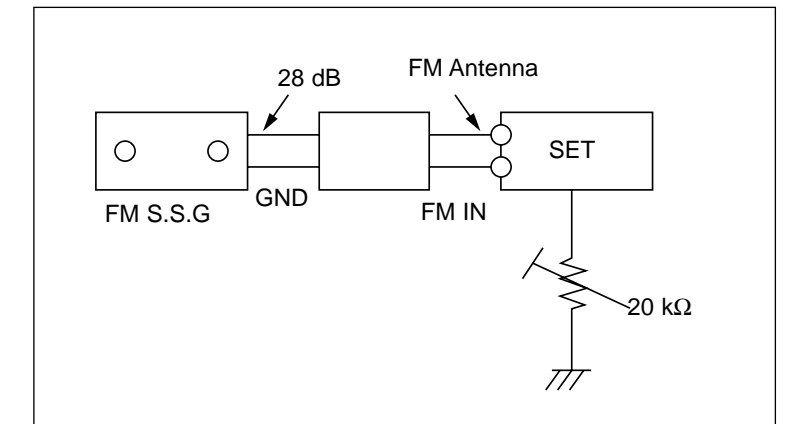 28 dB
FM Antenna
SET
FM S.S.G
GND
FM IN
20 kΩ